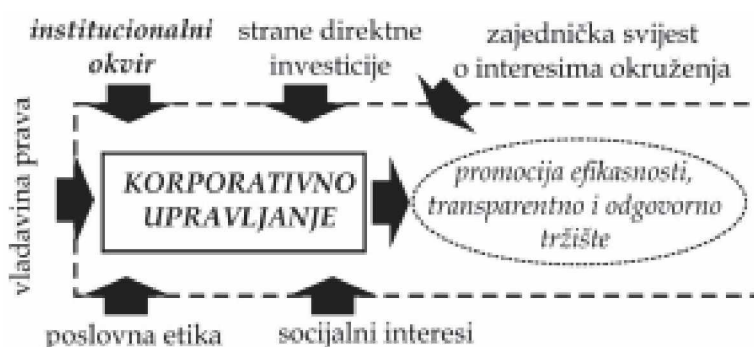 institucionalni
okvir
strane direktne
investicije
zajednička svijest
o interesima okruženja
vladavina prava
KORPORATIVNO
UPRAVLJANJE
promocija efikasnosti,
transparentno i odgovorno
tržište
poslovna etika
socijalni interesi